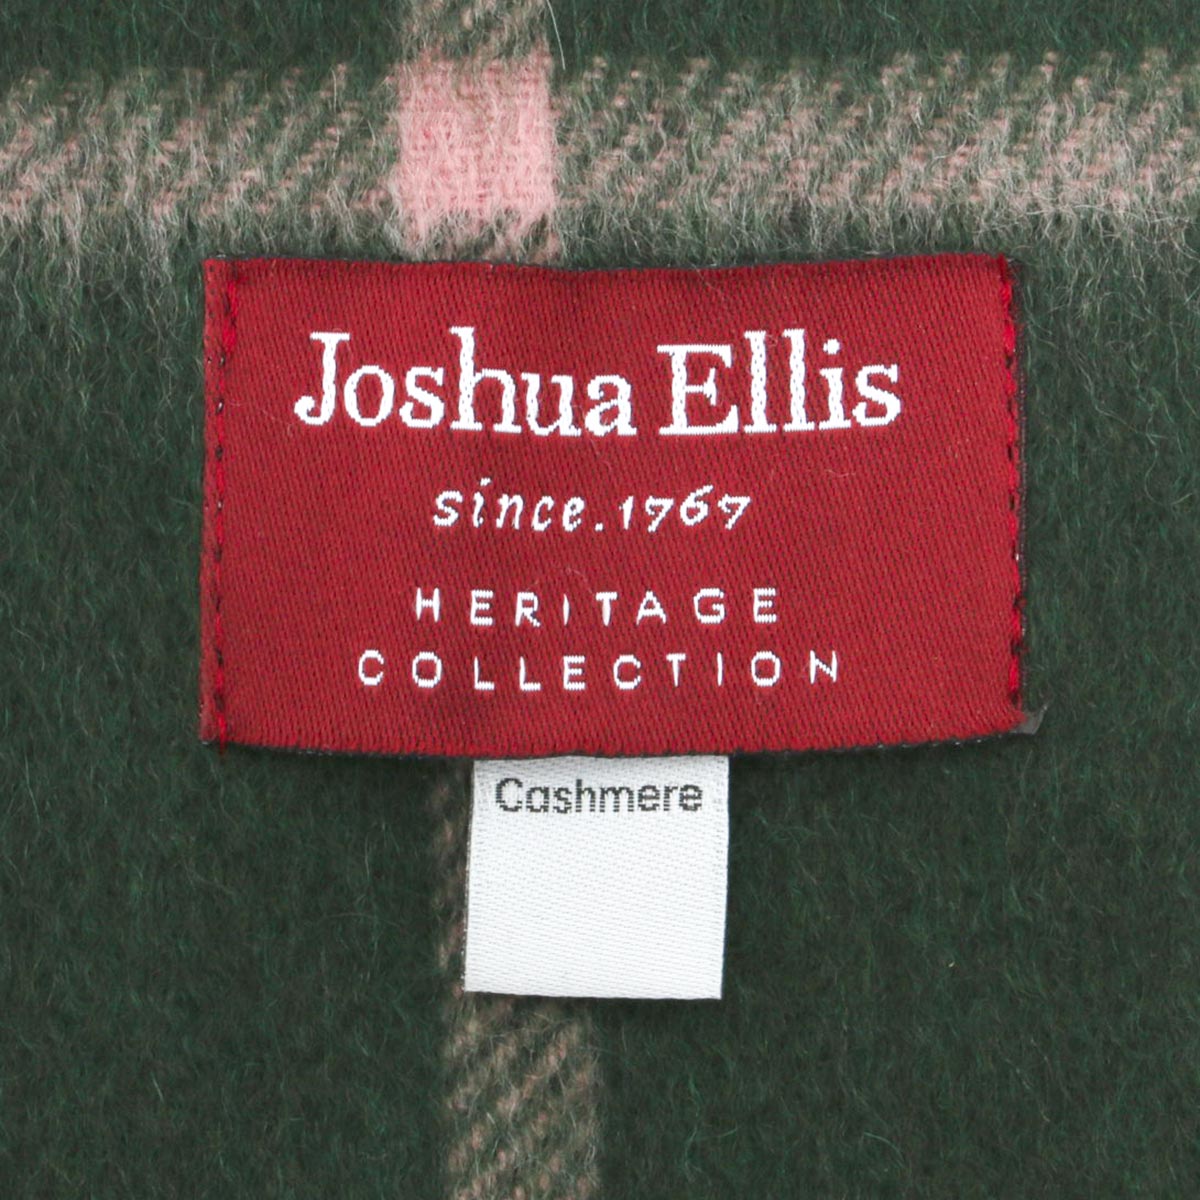 Joshua Ellis
since.1767
HERITAGE
COLLECTION
Cashmere